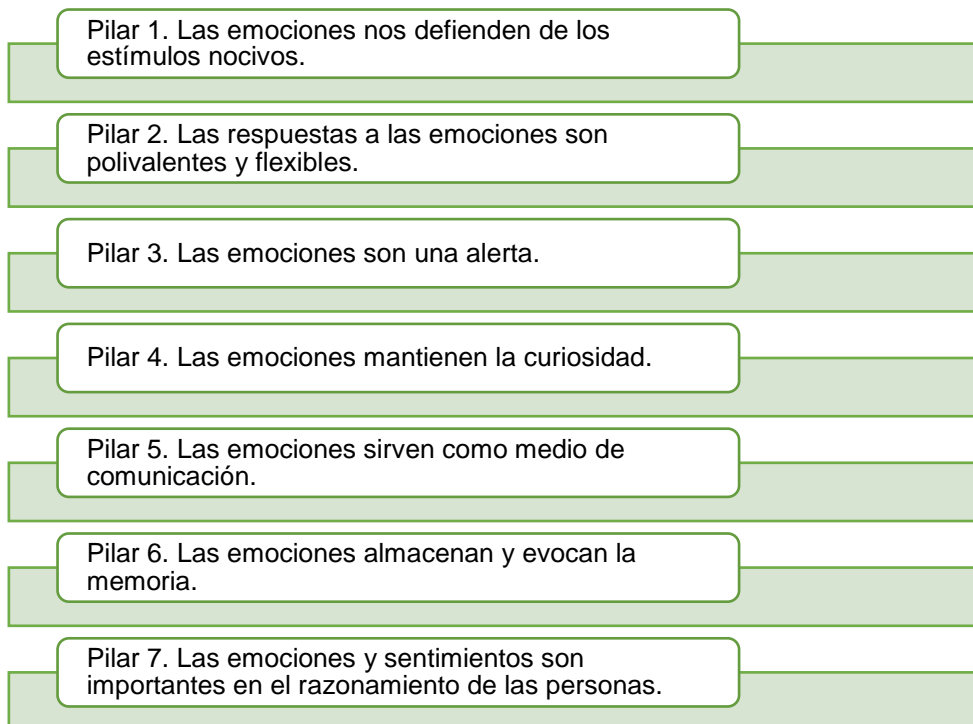 Pilar 1. Las emociones nos defienden de los
estímulos nocivos.
Pilar 2. Las respuestas a las emociones son
polivalentes y flexibles.
Pilar 3. Las emociones son una alerta.
Pilar 4. Las emociones mantienen la curiosidad.
Pilar 5. Las emociones sirven como medio de
comunicación.
Pilar 6. Las emociones almacenan y evocan la
memoria.
Pilar 7. Las emociones y sentimientos son
importantes en el razonamiento de las personas.